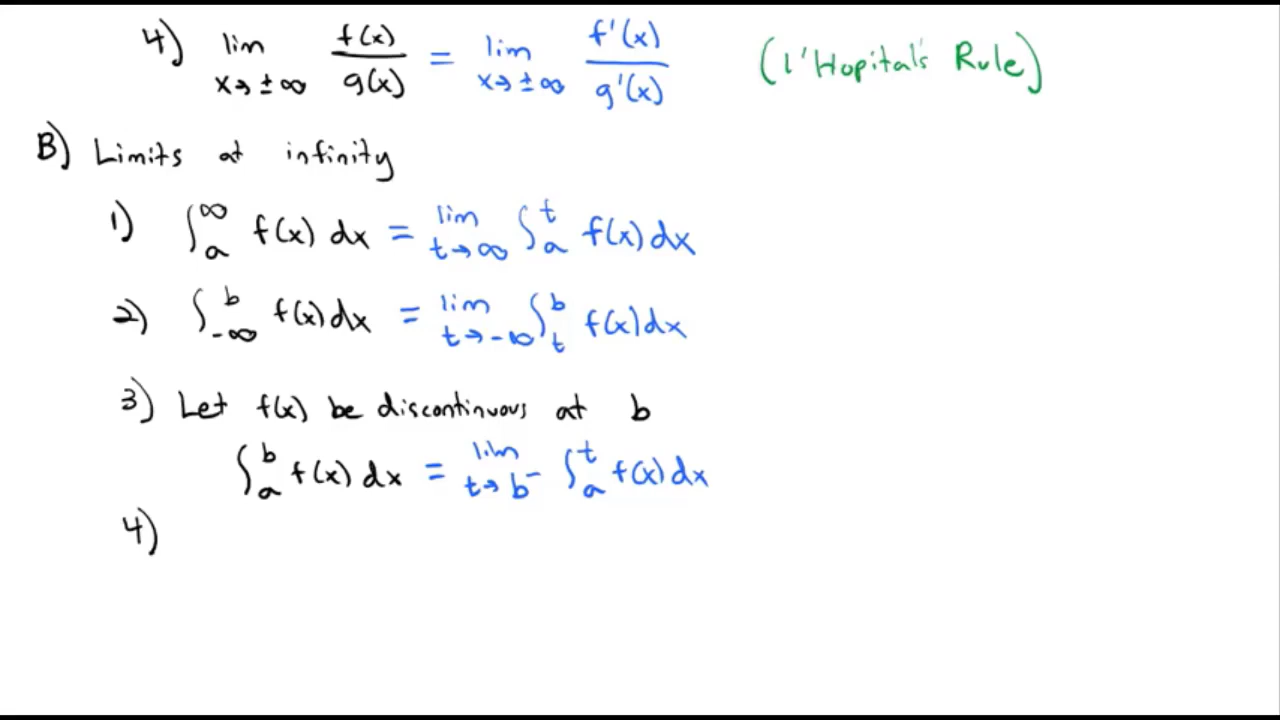 4) lim x→±∞ f(x)/g(x) = lim x→±∞ f'(x)/g'(x) (l'Hopital's Rule)
B) Limits at infinity
1) ∫_a^∞ f(x) dx = lim t→∞ ∫_a^t f(x) dx
2) ∫_-∞^b f(x) dx = lim t→-∞ ∫_t^b f(x) dx
3) Let f(x) be discontinuous at b
∫_a^b f(x) dx = lim t→b⁻ ∫_a^t f(x) dx
4)